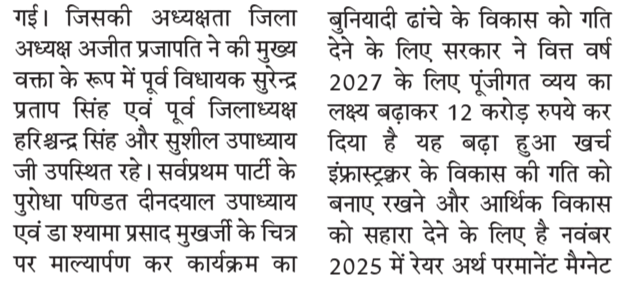 गई। जिसकी अध्यक्षता जिला
अध्यक्ष अजीत प्रजापति ने की मुख्य
वक्ता के रूप में पूर्व विधायक सुरेन्द्र
प्रताप सिंह एवं पूर्व जिलाध्यक्ष
हरिश्चन्द्र सिंह और सुशील उपाध्याय
जी उपस्थित रहे। सर्वप्रथम पार्टी के
पुरोधा पण्डित दीनदयाल उपाध्याय
एवं डा श्यामा प्रसाद मुखर्जी के चित्र
पर माल्यार्पण कर कार्यक्रम का
बुनियादी ढांचे के विकास को गति
देने के लिए सरकार ने वित्त वर्ष
2027 के लिए पूंजीगत व्यय का
लक्ष्य बढ़ाकर 12 करोड़ रुपये कर
दिया है यह बढ़ा हुआ खर्च
इंफ्रास्ट्रक्चर के विकास की गति को
बनाए रखने और आर्थिक विकास
को सहारा देने के लिए है नवंबर
2025 में रेयर अर्थ परमानेंट मैग्नेट